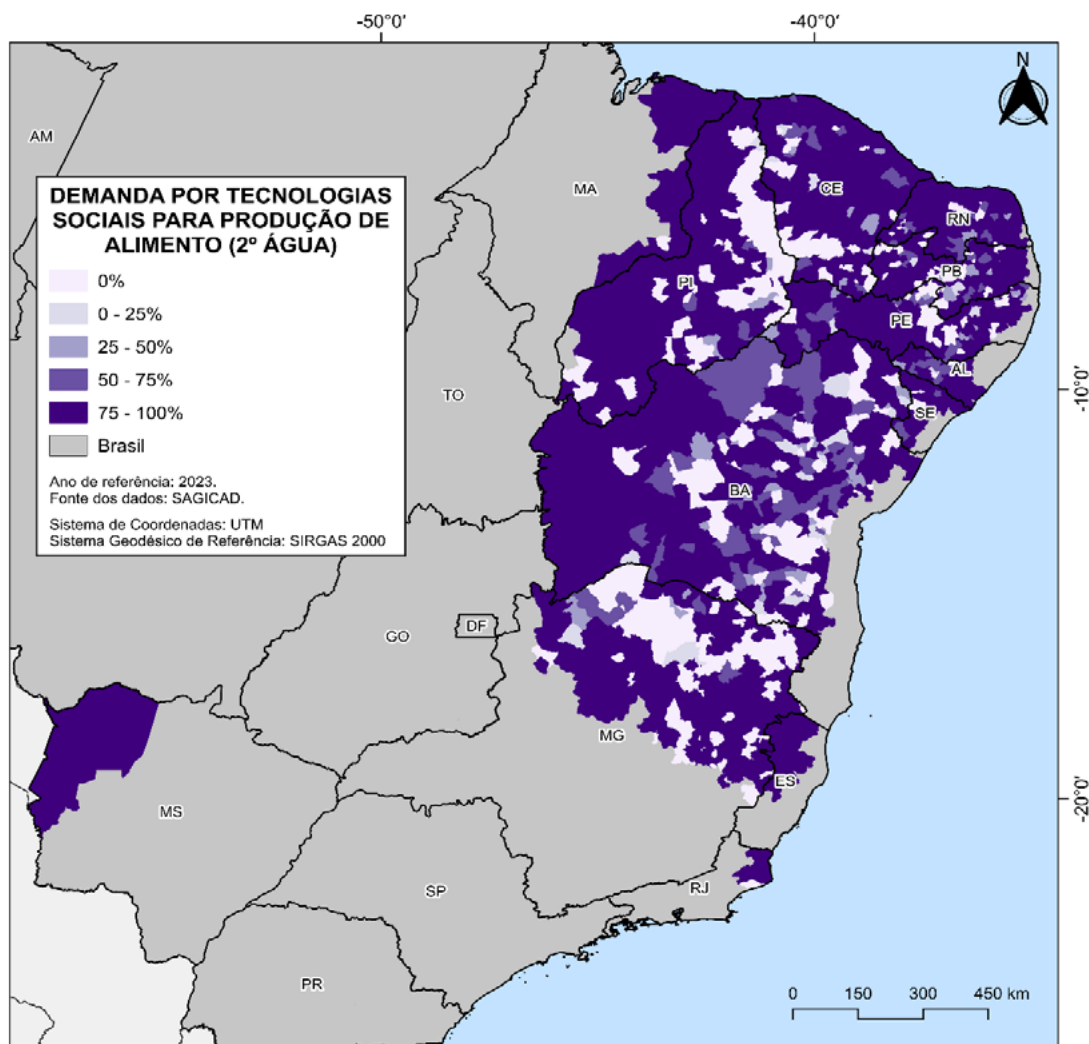 -50°0'
-40°0'
N
AM
MA
CE
RN
DEMANDA POR TECNOLOGIAS
SOCIAIS PARA PRODUÇÃO DE
ALIMENTO (2º ÁGUA)
0%
0 - 25%
25 - 50%
50 - 75%
75 - 100%
Brasil
Ano de referência: 2023.
Fonte dos dados: SAGICAD.
Sistema de Coordenadas: UTM
Sistema Geodésico de Referência: SIRGAS 2000
PB
PI
PE
AL
TO
-10°0'
SE
BA
GO
DF
MG
ES
-20°0'
MS
SP
RJ
PR
0 150 300 450 km